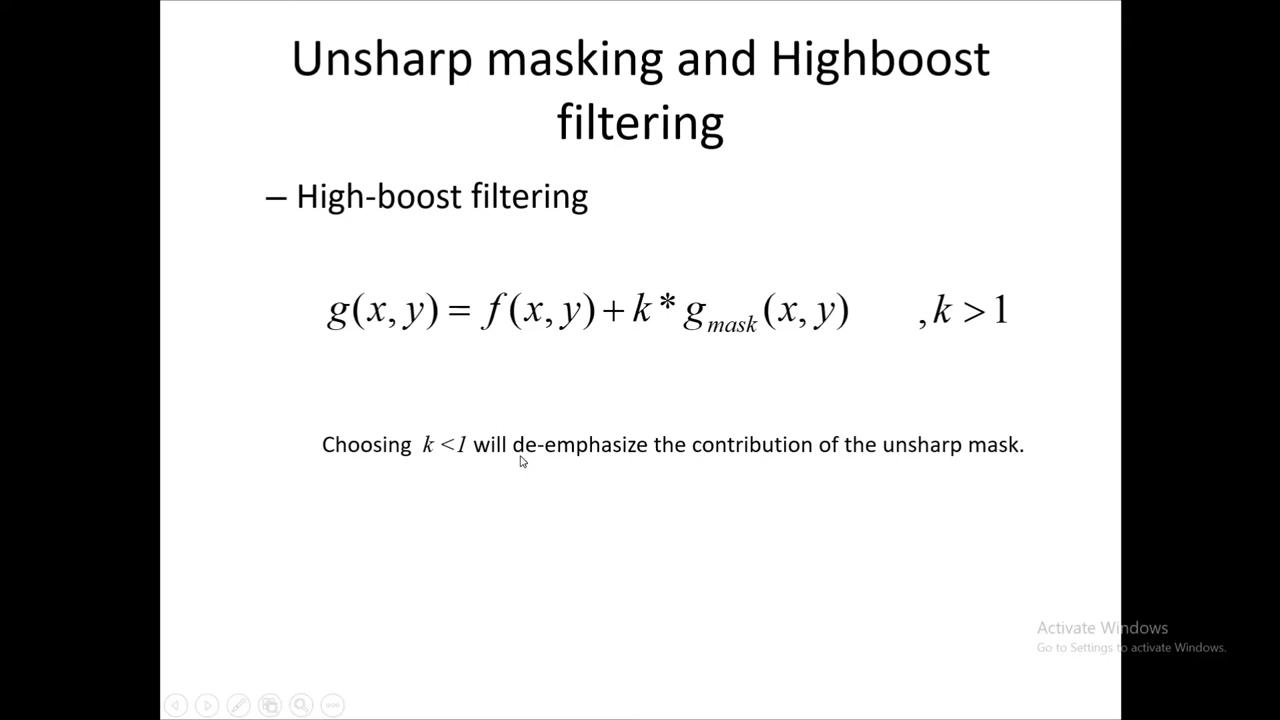 Unsharp masking and Highboost
filtering
– High-boost filtering
g(x, y) = f(x, y) + k * g_mask(x, y) , k > 1
Choosing k <1 will de-emphasize the contribution of the unsharp mask.
Activate Windows
Go to Settings to activate Windows.